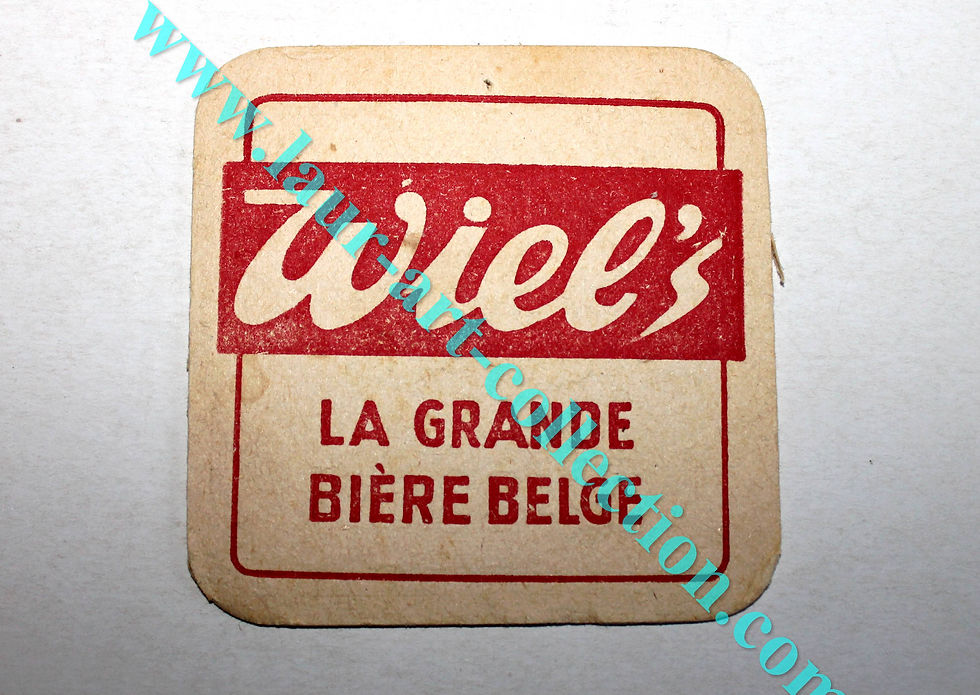 Wiel's
LA GRANDE
BIÈRE BELGE
www.laur-art-collection.com